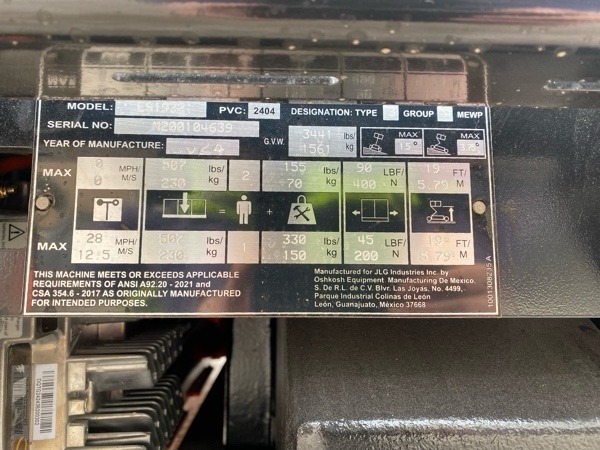 MODEL: PVC: 2404 DESIGNATION: TYPE GROUP MEWP
SERIAL NO: M200104639
YEAR OF MANUFACTURE: G.V.W. 3441 lbs/ 1561 kg MAX 1.5° MAX 3.75°
MAX 0 MPH/ 0 M/S 507 lbs/ 230 kg 2 155 lbs/ 70 kg 90 LBF/ 400 N 19 FT/ 5.79 M
= +
MAX 28 MPH/ 12.5 M/S 507 lbs/ 230 kg 1 330 lbs/ 150 kg 45 LBF/ 200 N 19 FT/ 5.79 M
THIS MACHINE MEETS OR EXCEEDS APPLICABLE
REQUIREMENTS OF ANSI A92.20 - 2021 and
CSA 354.6 - 2017 AS ORIGINALLY MANUFACTURED
FOR INTENDED PURPOSES.
Manufactured for JLG Industries Inc. by
Oshkosh Equipment Manufacturing De Mexico,
S. De R.L. de C.V. Blvr. Las Joyas, No. 4499,
Parque Industrial Colinas de León
León, Guanajuato, México 37668